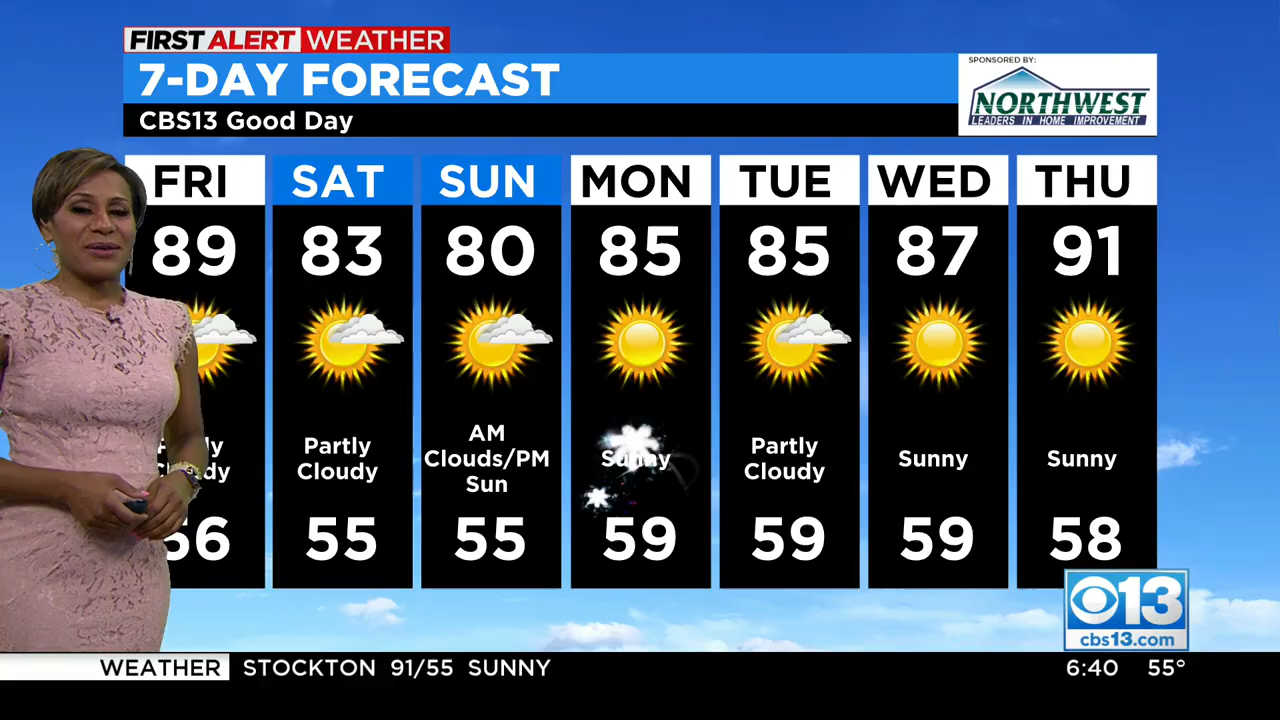 FIRST ALERT WEATHER
7-DAY FORECAST
CBS13 Good Day
SPONSORED BY:
NORTHWEST
LEADERS IN HOME IMPROVEMENT
FRI SAT SUN MON TUE WED THU
89 83 80 85 85 87 91
Partly
Cloudy
AM
Clouds/PM
Sun
Sunny
Partly
Cloudy
Sunny
Sunny
55 55 59 59 59 58
13
cbs13.com
WEATHER STOCKTON 91/55 SUNNY 6:40 55°